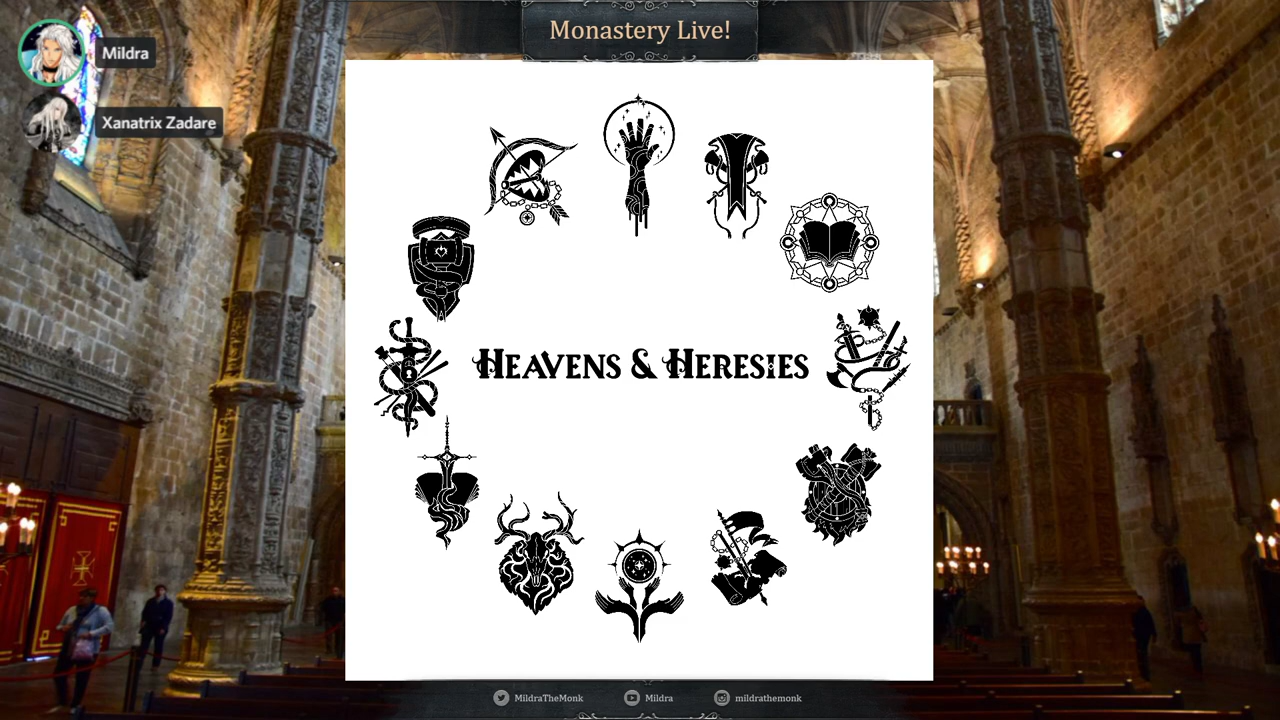 Monastery Live!
Mildra
Xanatrix Zadare
HEAVENS & HERESIES
MildraTheMonk
Mildra
mildrathemonk